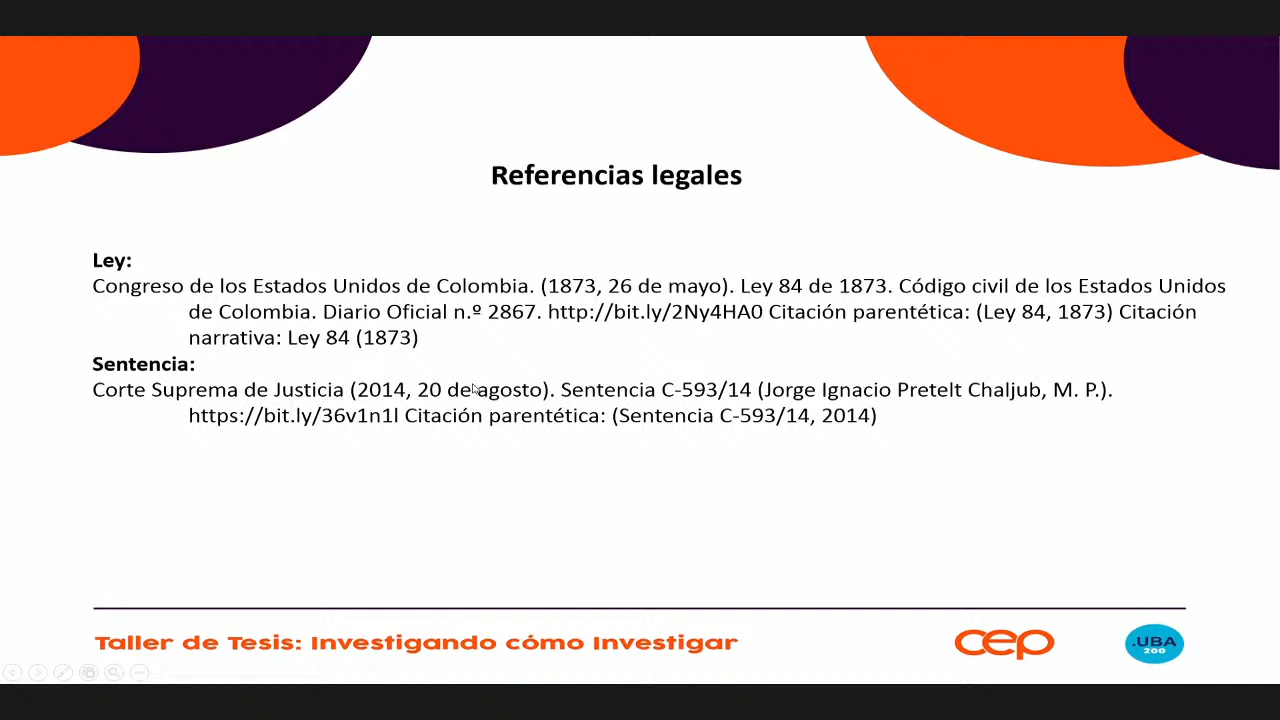 Referencias legales
Ley:
Congreso de los Estados Unidos de Colombia. (1873, 26 de mayo). Ley 84 de 1873. Código civil de los Estados Unidos
de Colombia. Diario Oficial n.º 2867. http://bit.ly/2Ny4HA0 Citación parentética: (Ley 84, 1873) Citación
narrativa: Ley 84 (1873)
Sentencia:
Corte Suprema de Justicia (2014, 20 de agosto). Sentencia C-593/14 (Jorge Ignacio Pretelt Chaljub, M. P.).
https://bit.ly/36v1n1l Citación parentética: (Sentencia C-593/14, 2014)
Taller de Tesis: Investigando cómo Investigar
cep
.UBA
200